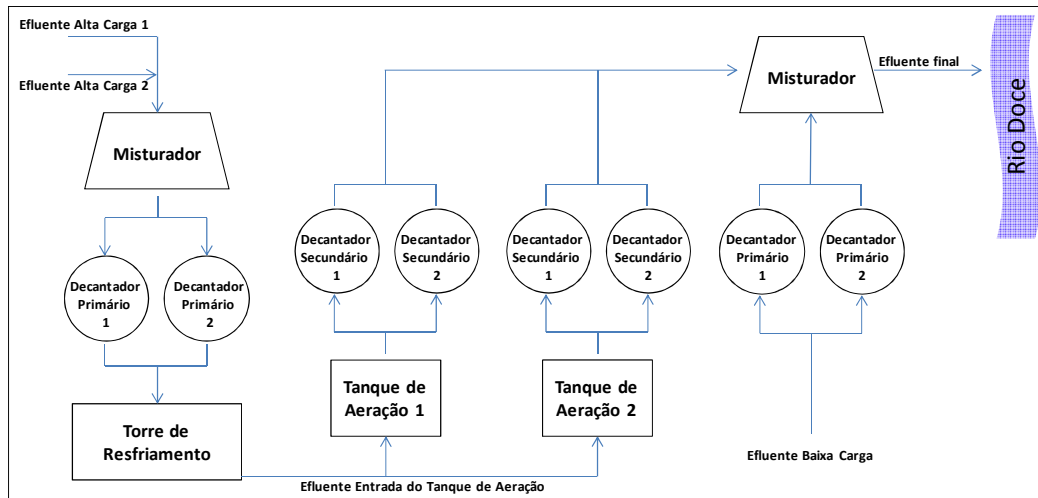 Efluente Alta Carga 1
Efluente Alta Carga 2
Misturador
Decantador
Primário
1
Decantador
Primário
2
Torre de
Resfriamento
Efluente Entrada do Tanque de Aeração
Tanque de
Aeração 1
Tanque de
Aeração 2
Decantador
Secundário
1
Decantador
Secundário
2
Decantador
Secundário
1
Decantador
Secundário
2
Efluente Baixa Carga
Decantador
Primário
1
Decantador
Primário
2
Misturador
Efluente final
Rio Doce